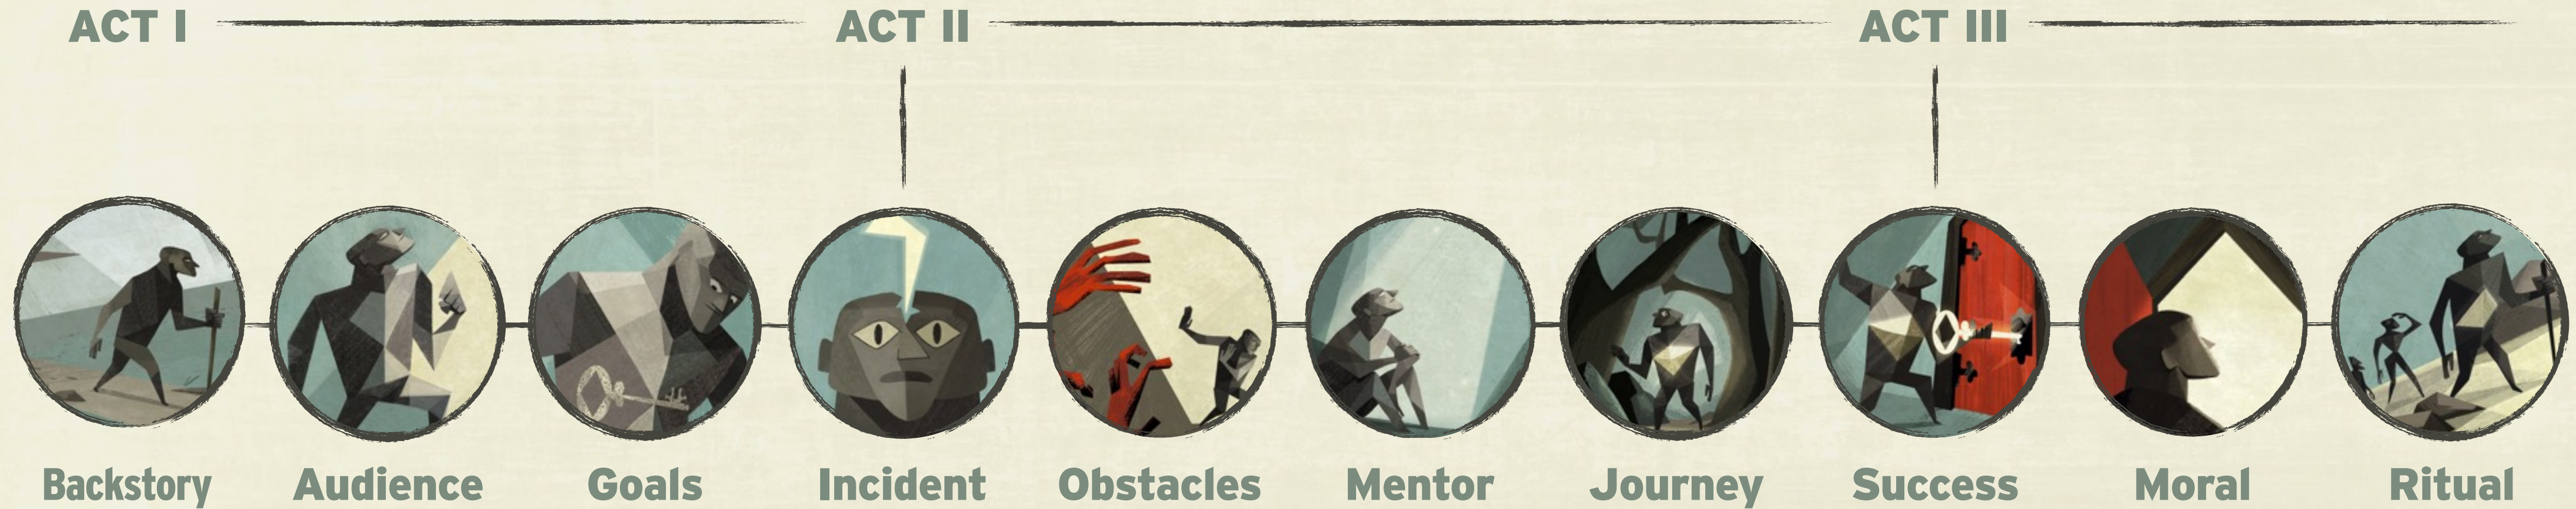 ACT I
ACT II
ACT III
Backstory
Audience
Goals
Incident
Obstacles
Mentor
Journey
Success
Moral
Ritual